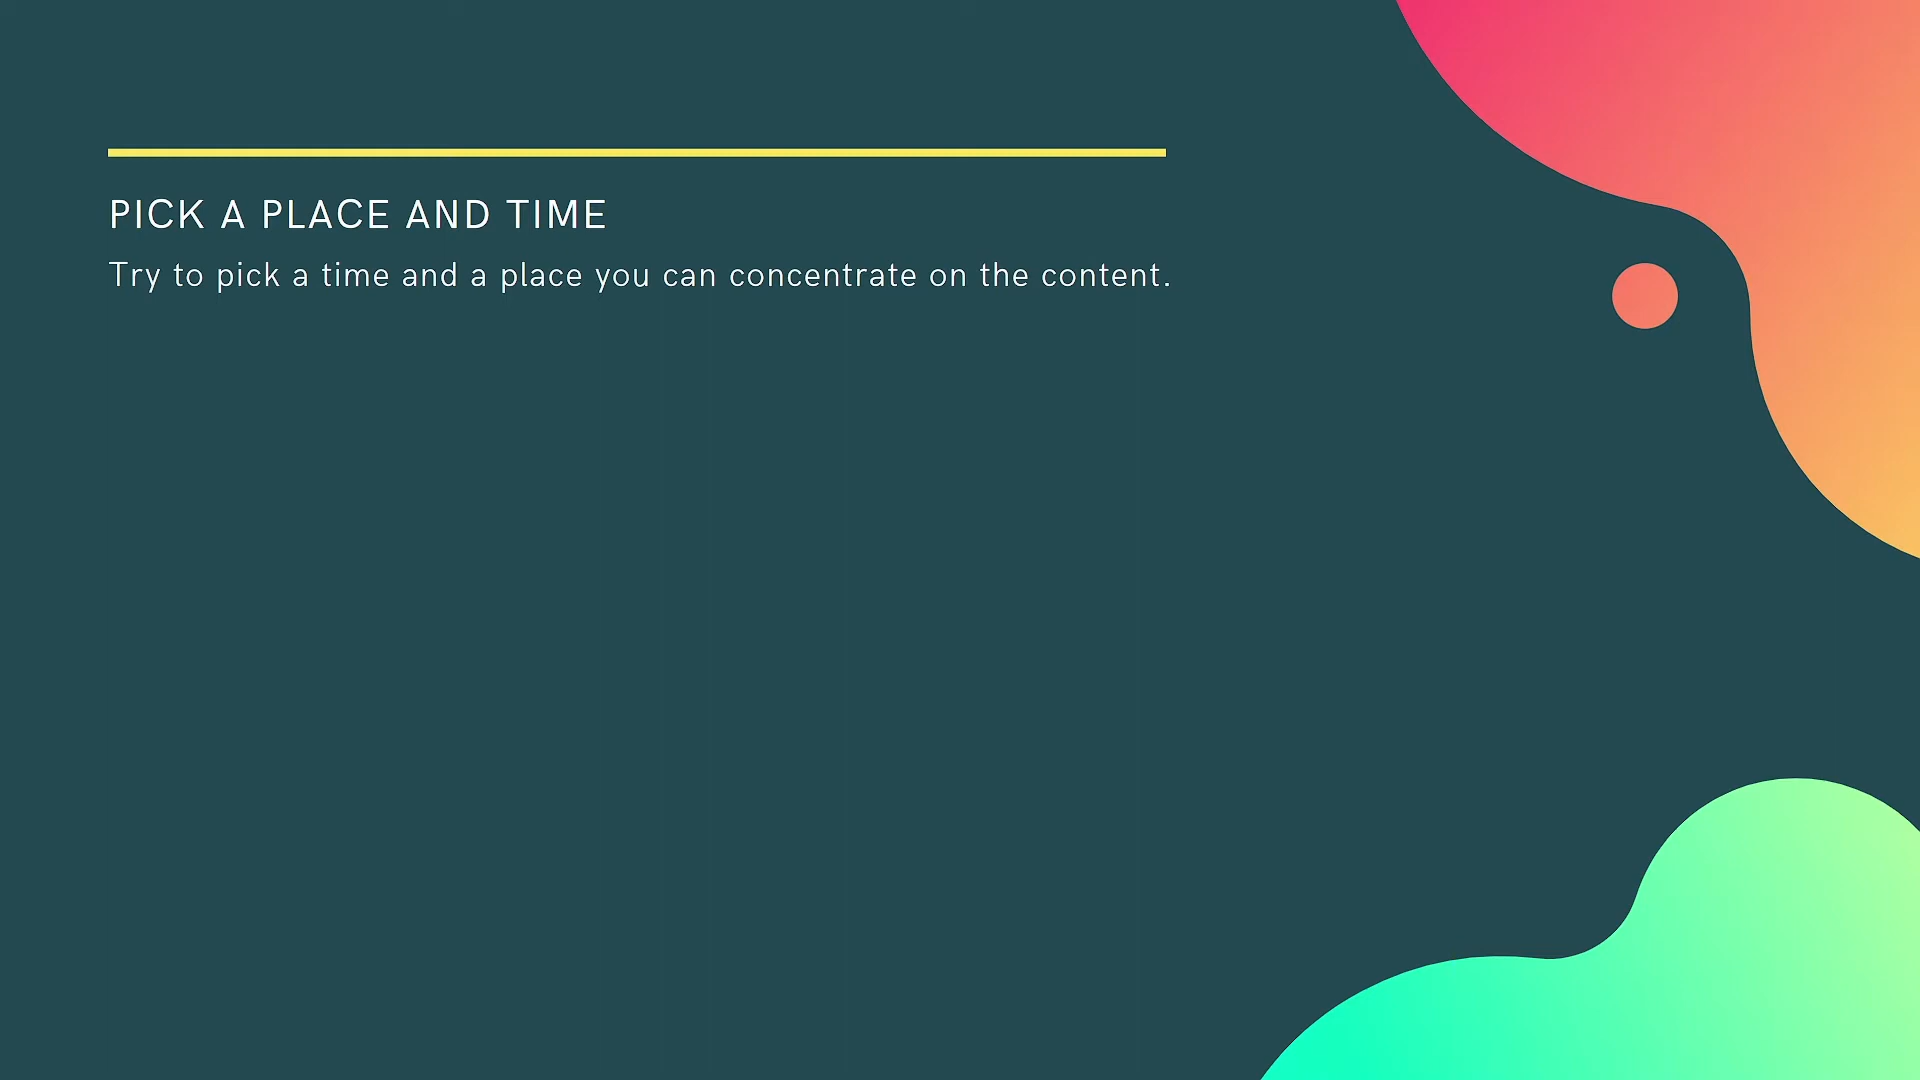 PICK A PLACE AND TIME
Try to pick a time and a place you can concentrate on the content.